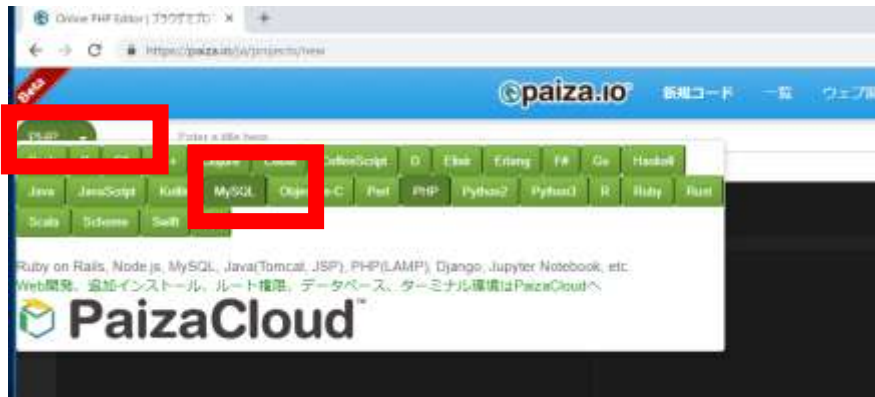 Online PHP Editor | ブラウザでプロ
https://paiza.io/ja/projects/new
Beta
paiza.IO 新規コード 一覧 ウェブ開
PHP Enter a title here
CoffeeScript D Elixir Erlang F# Go Haskell
Java JavaScript Kotlin MySQL Perl PHP Python2 Python3 R Ruby Rust
Scala Scheme Swift
Ruby on Rails, Node.js, MySQL, Java(Tomcat, JSP), PHP(LAMP), Django, Jupyter Notebook, etc
Web開発、追加インストール、ルート権限、データベース、ターミナル環境はPaizaCloudへ
PaizaCloud™